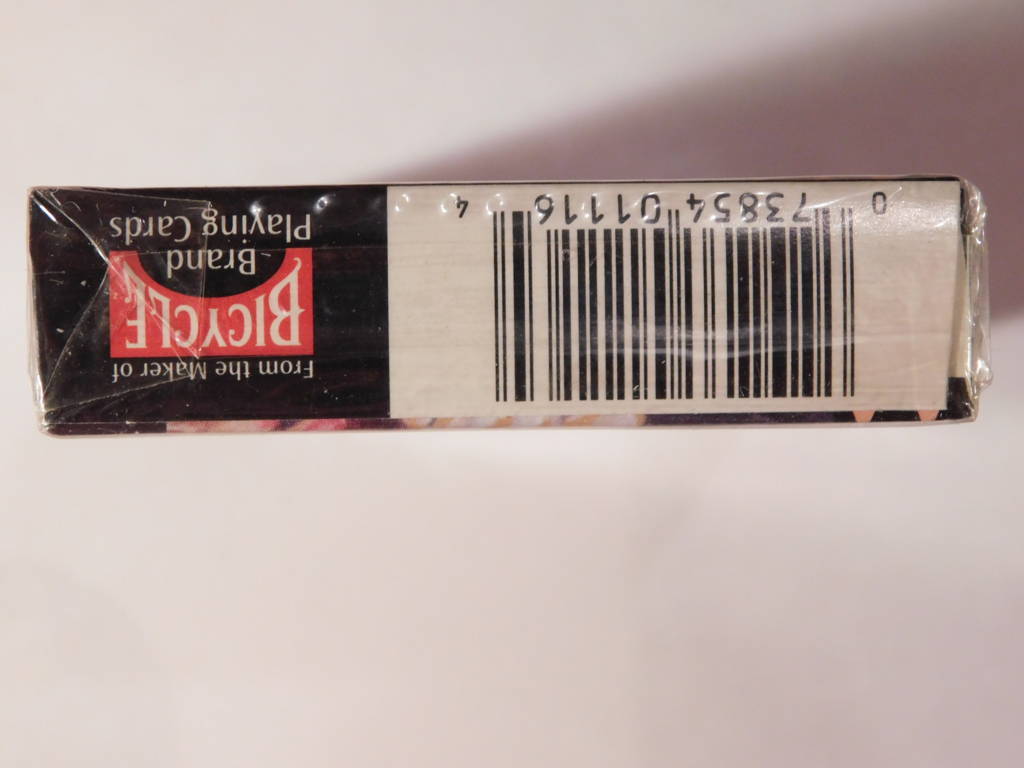 From the Maker of
BICYCLE
Brand
Playing Cards
0 73854 01116 4